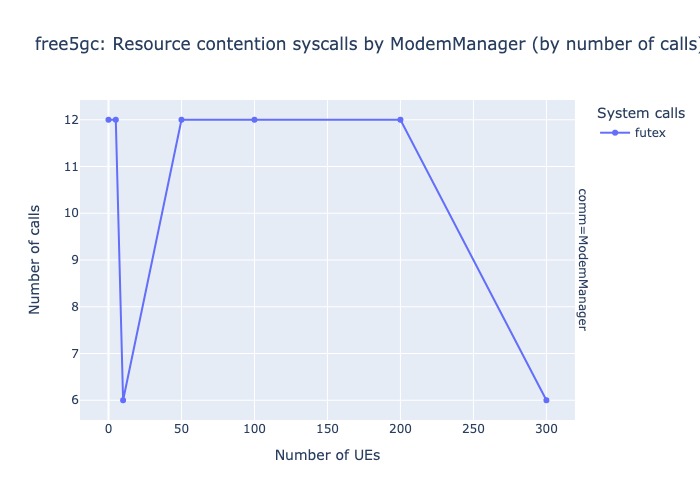 free5gc: Resource contention syscalls by ModemManager (by number of calls)
System calls
futex
12
11
10
9
8
7
6
Number of calls
comm=ModemManager
0 50 100 150 200 250 300
Number of UEs